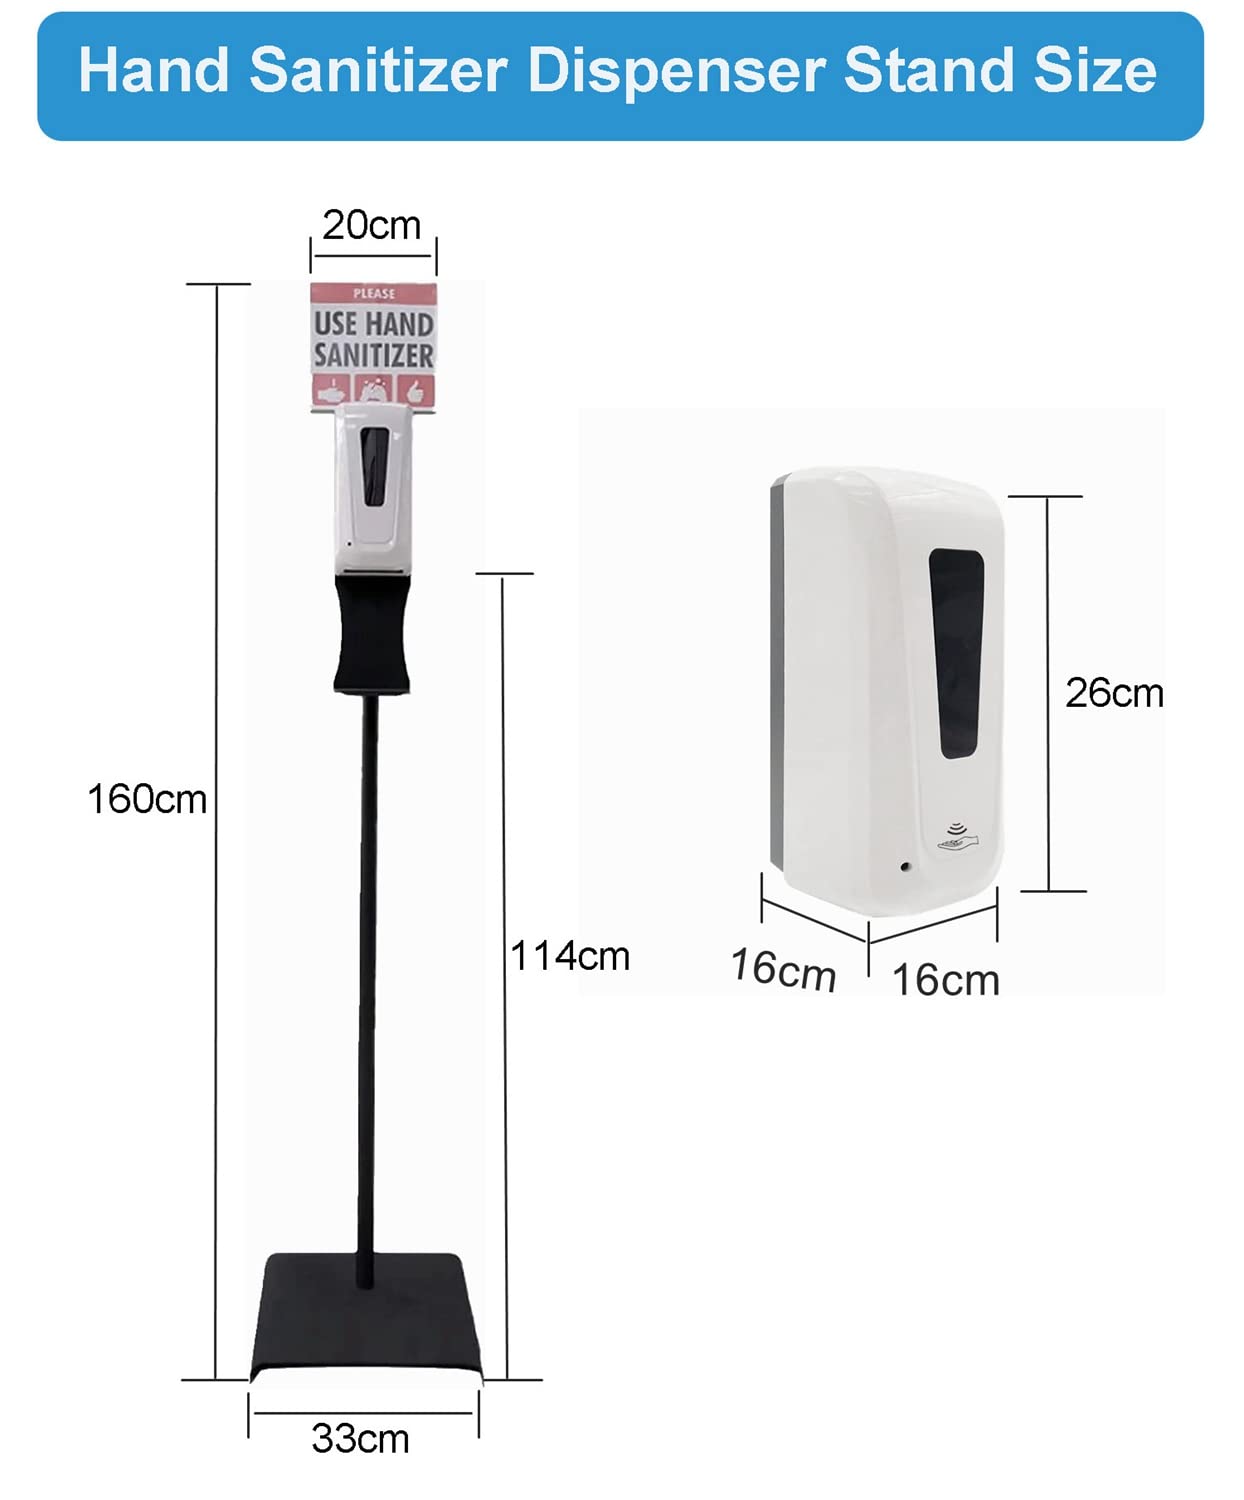 Hand Sanitizer Dispenser Stand Size
20cm
PLEASE
USE HAND
SANITIZER
160cm
114cm
33cm
26cm
16cm
16cm